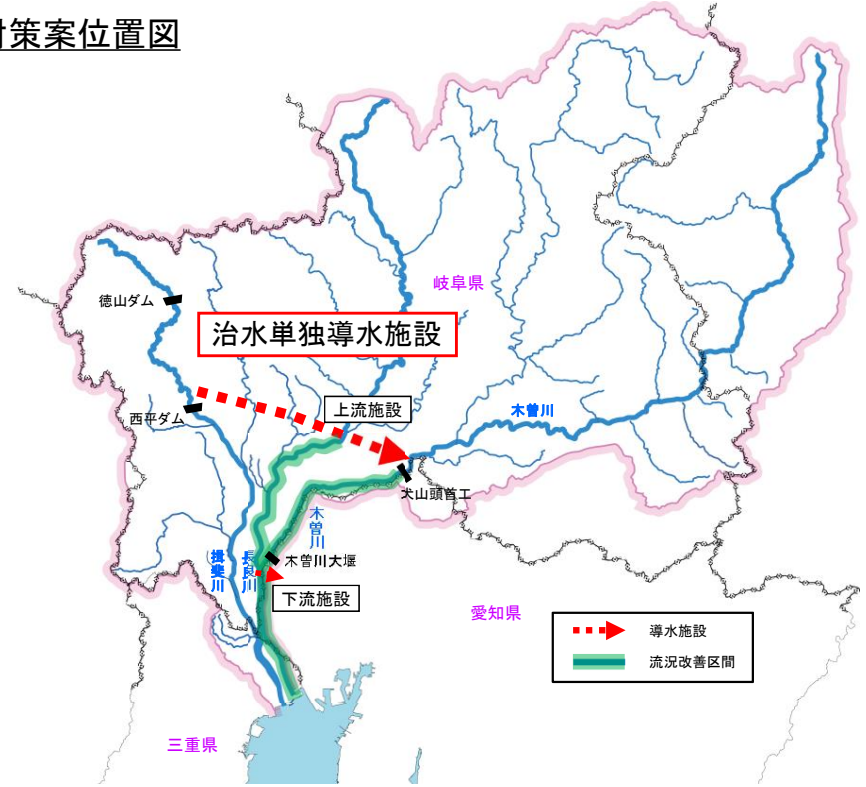 対策案位置図
岐阜県
徳山ダム
治水単独導水施設
上流施設
木曽川
西平ダム
犬山頭首工
木曽川
揖斐川
長良川
木曽川大堰
下流施設
愛知県
導水施設
流況改善区間
三重県